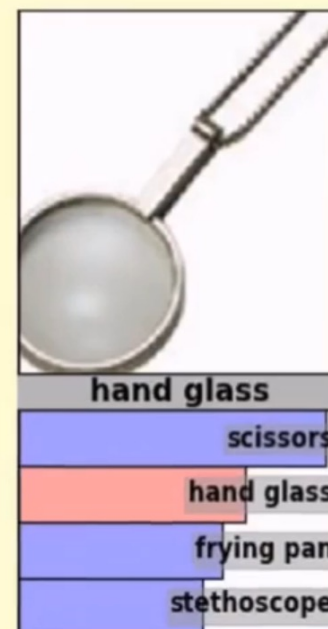 hand glass
scissors
hand glass
frying pan
stethoscope